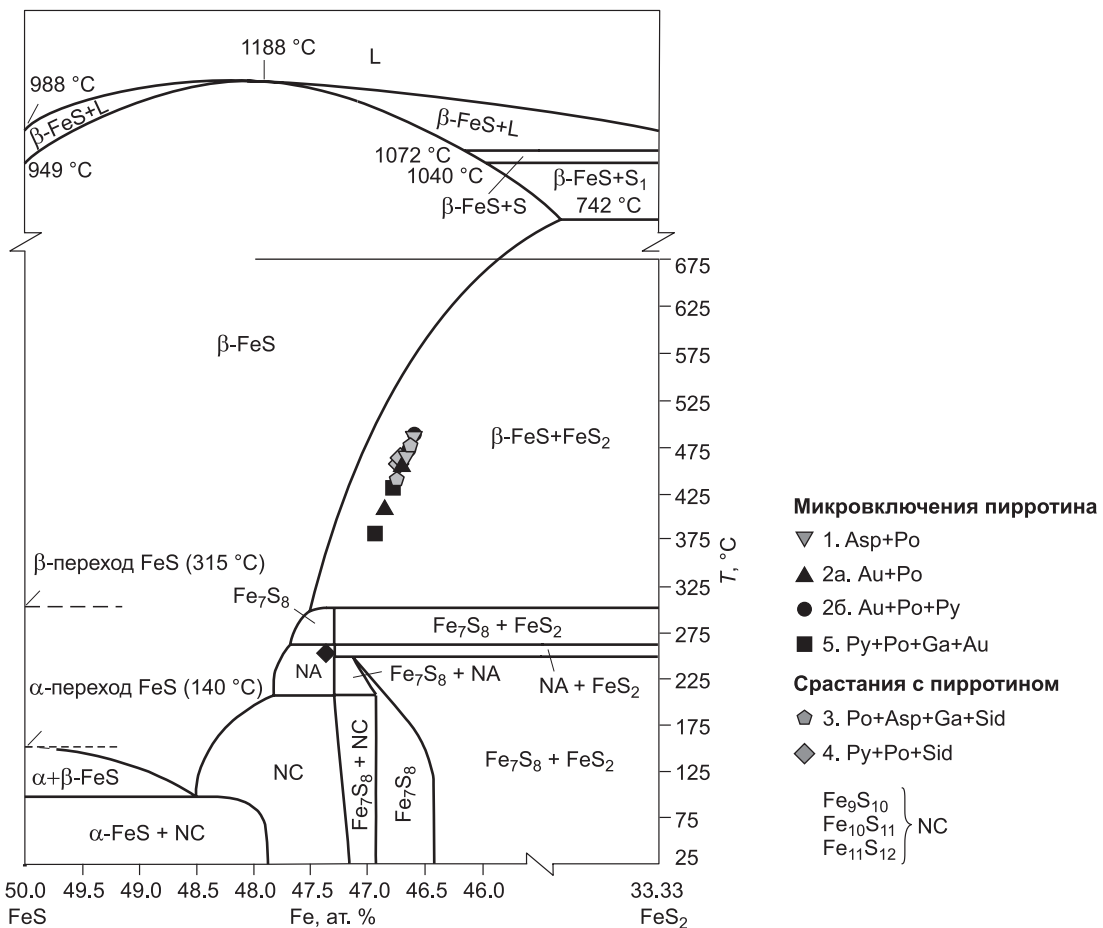 1188 °C
L
988 °C
β-FeS+L
β-FeS+L
949 °C
1072 °C
1040 °C
β-FeS+S₁
β-FeS+S
742 °C
675
625
β-FeS
575
525
β-FeS+FeS₂
475
425
375
T, °C
325
275
225
175
125
75
25
β-переход FeS (315 °C)
Fe₇S₈
Fe₇S₈ + FeS₂
NA
Fe₇S₈ + NA
NA + FeS₂
α-переход FeS (140 °C)
NC
Fe₇S₈ + NC
Fe₇S₈
Fe₇S₈ + FeS₂
α+β-FeS
α-FeS + NC
50.0 49.5 49.0 48.5 48.0 47.5 47.0 46.5 46.0 33.33
FeS Fe, ат. % FeS₂
Микровключения пирротина
1. Asp+Po
2а. Au+Po
2б. Au+Po+Py
5. Py+Po+Ga+Au
Срастания с пирротином
3. Po+Asp+Ga+Sid
4. Py+Po+Sid
Fe₉S₁₀
Fe₁₀S₁₁
Fe₁₁S₁₂
NC